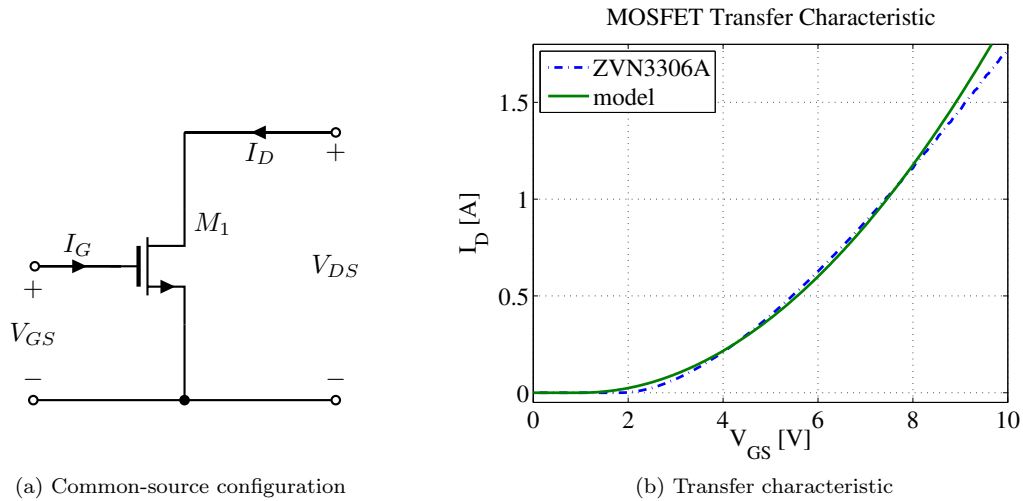 I_D
+
M_1
I_G
+
V_DS
V_GS
−
−
(a) Common-source configuration
MOSFET Transfer Characteristic
ZVN3306A
model
I_D [A]
1.5
1
0.5
0
0 2 4 6 8 10
V_GS [V]
(b) Transfer characteristic